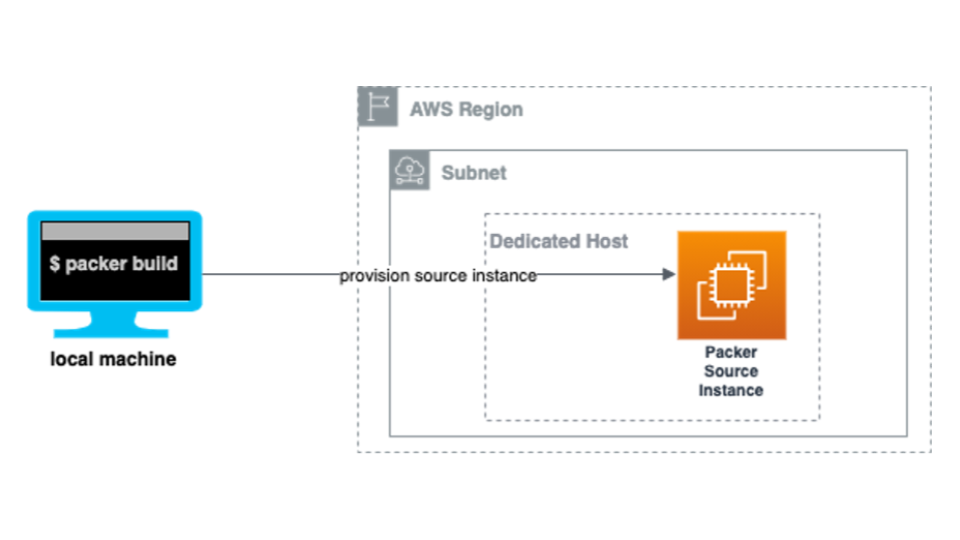 AWS Region
Subnet
Dedicated Host
$ packer build
provision source instance
Packer
Source
Instance
local machine